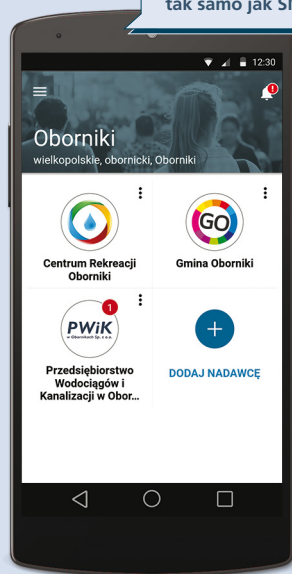 tak samo jak
12:30
Oborniki
wielkopolskie, obornicki, Oborniki
Centrum Rekreacji
Oborniki
GO
Gmina Oborniki
1
PWiK
w Obornikach Sp. z o.o.
Przedsiębiorstwo
Wodociągów i
Kanalizacji w Obor...
DODAJ NADAWCĘ